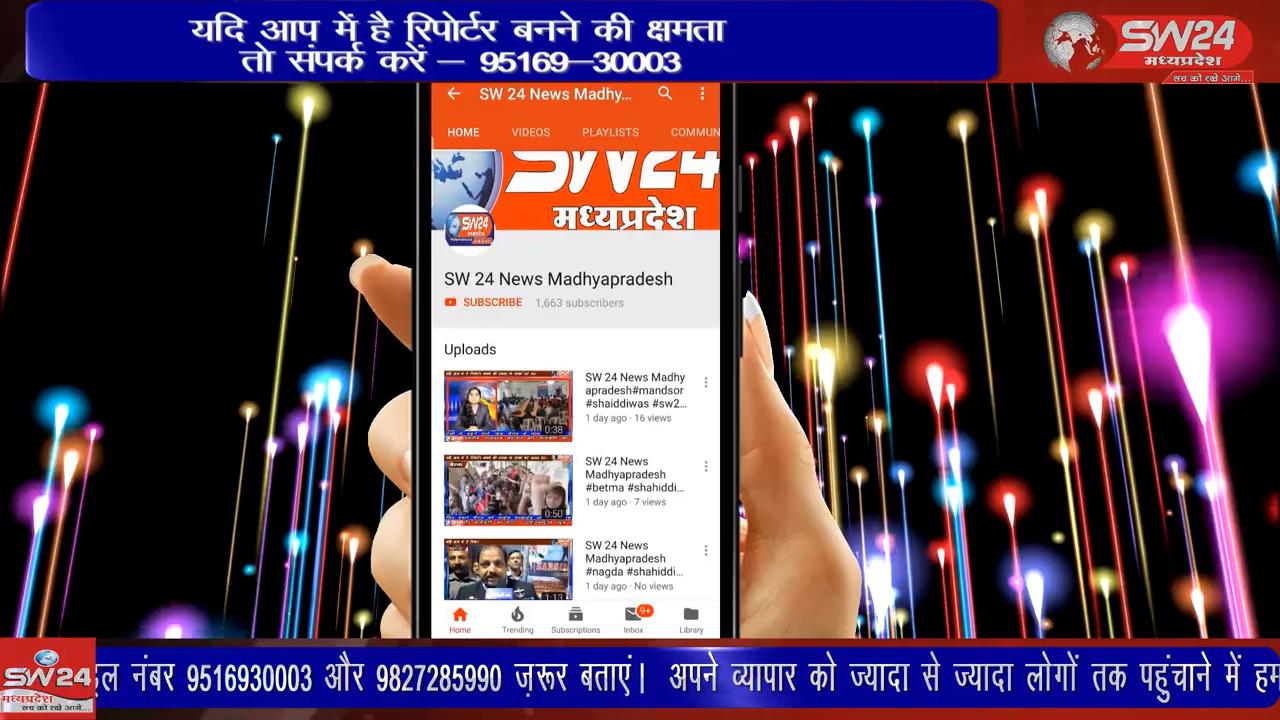 यदि आप में है रिपोर्टर बनने की क्षमता
तो संपर्क करें – 95169–30003
SW24
मध्यप्रदेश
सच को रखे आगे...
SW 24 News Madhy...
HOME VIDEOS PLAYLISTS COMMUN
SW24
मध्यप्रदेश
SW24
SW 24 News Madhyapradesh
SUBSCRIBE 1,663 subscribers
Uploads
SW 24 News Madhy
apradesh#mandsor
#shaiddiwas #sw2...
1 day ago · 16 views
0:38
SW 24 News
Madhyapradesh
#betma #shahiddi...
1 day ago · 7 views
0:50
SW 24 News
Madhyapradesh
#nagda #shahiddi...
1 day ago · No views
1:13
9+
Home Trending Subscriptions Inbox Library
SW24
मध्यप्रदेश
सच को रखे आगे...
नंबर 9516930003 और 9827285990 ज़रूर बताएं| अपने व्यापार को ज्यादा से ज्यादा लोगों तक पहुंचाने में हम